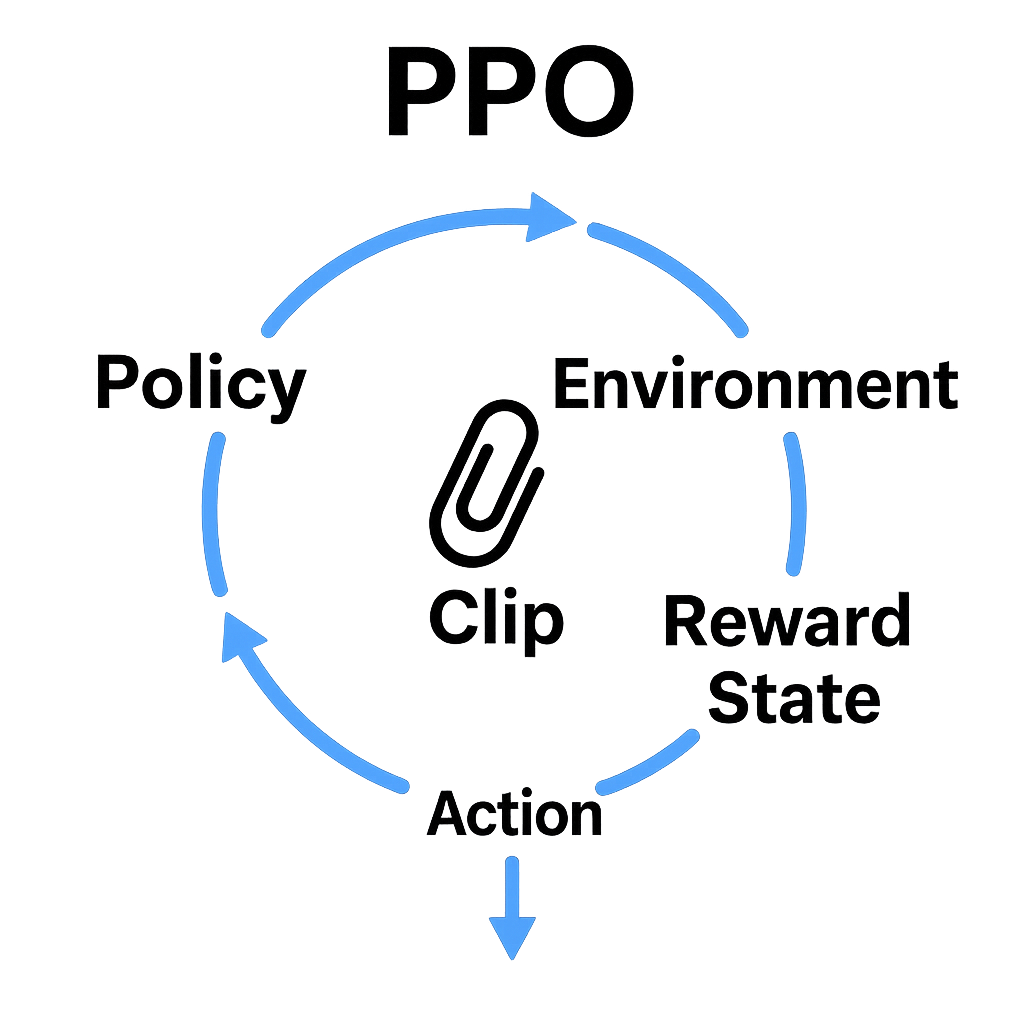 PPO
Policy
Environment
Clip
Reward
State
Action